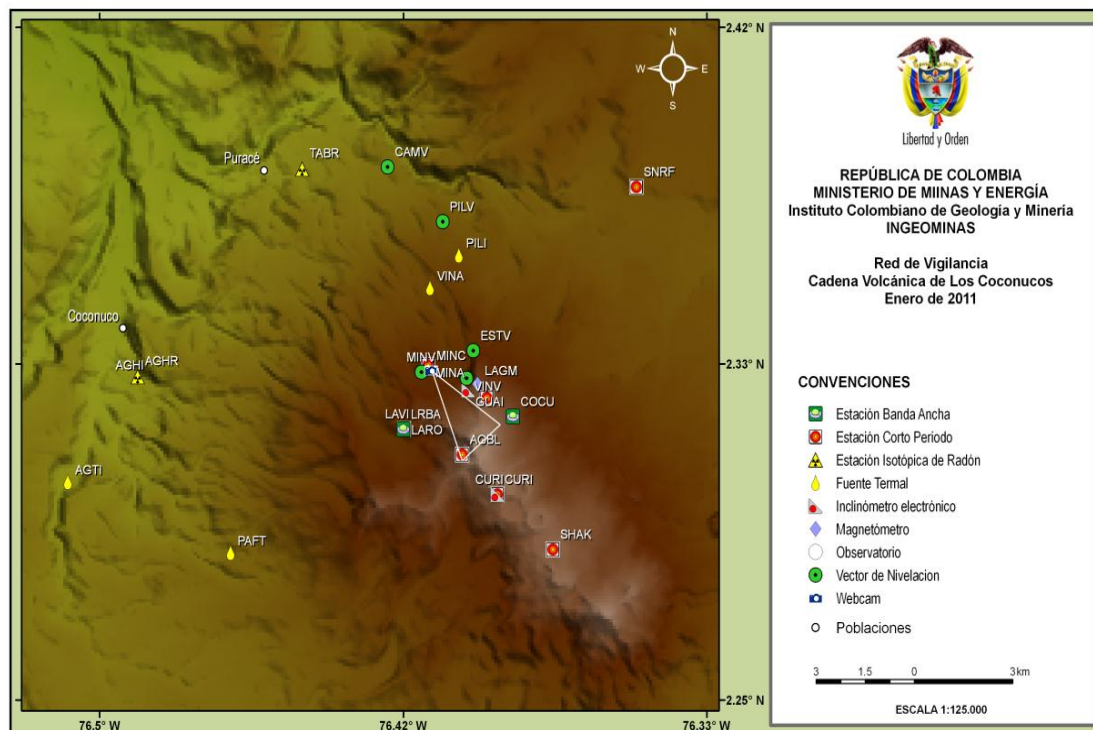 2.42° N
N
W
E
S
Puracé
TABR
CAMV
SNRF
PILV
PILI
VINA
Coconuco
ESTV
AGHI
AGHR
MINV
MINC
2.33° N
MINA
LAGM
VINV
GUAI
COCU
LAVI
LRBA
LARO
AGBL
AGTI
CURI
CURI
SHAK
PAFT
2.25° N
76.5° W
76.42° W
76.33° W
Libertad y Orden
REPÚBLICA DE COLOMBIA
MINISTERIO DE MIINAS Y ENERGÍA
Instituto Colombiano de Geología y Minería
INGEOMINAS
Red de Vigilancia
Cadena Volcánica de Los Coconucos
Enero de 2011
CONVENCIONES
Estación Banda Ancha
Estación Corto Periodo
Estación Isotópica de Radón
Fuente Termal
Inclinómetro electrónico
Magnetómetro
Observatorio
Vector de Nivelacion
Webcam
Poblaciones
3 1.5 0 3 km
ESCALA 1:125.000